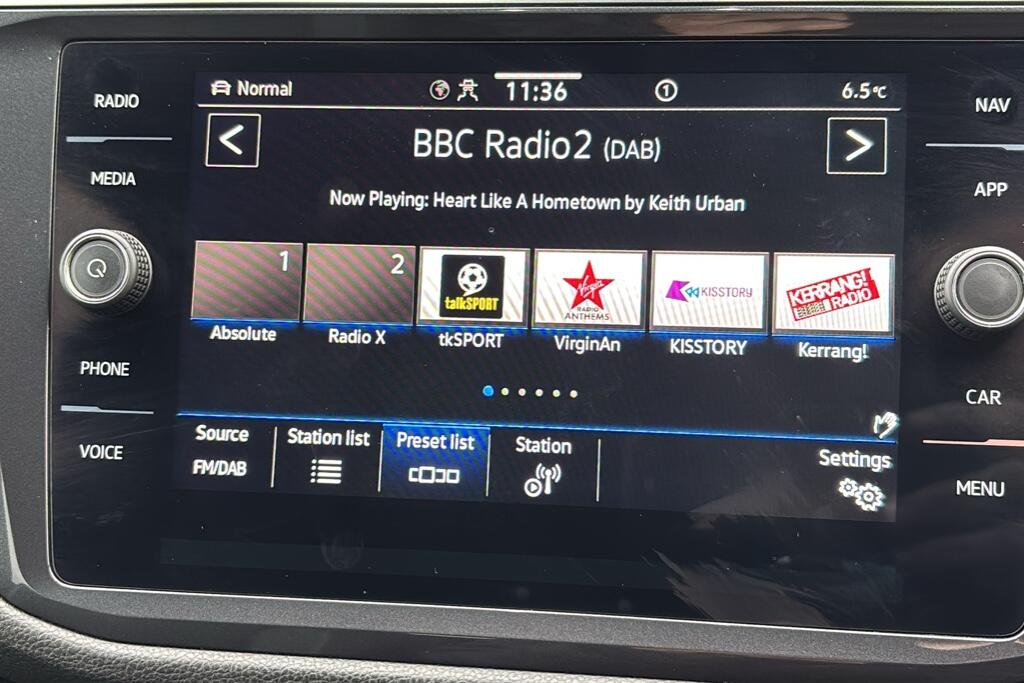 RADIO
MEDIA
PHONE
VOICE
Normal
11:36
1
6.5°C
<
BBC Radio2 (DAB)
>
Now Playing: Heart Like A Hometown by Keith Urban
1
2
talkSPORT
Virgin
RADIO
ANTHEMS
KISSTORY
KERRANG!
RADIO
Absolute
Radio X
tkSPORT
VirginAn
KISSTORY
Kerrang!
Source
FM/DAB
Station list
Preset list
Station
Settings
NAV
APP
CAR
MENU